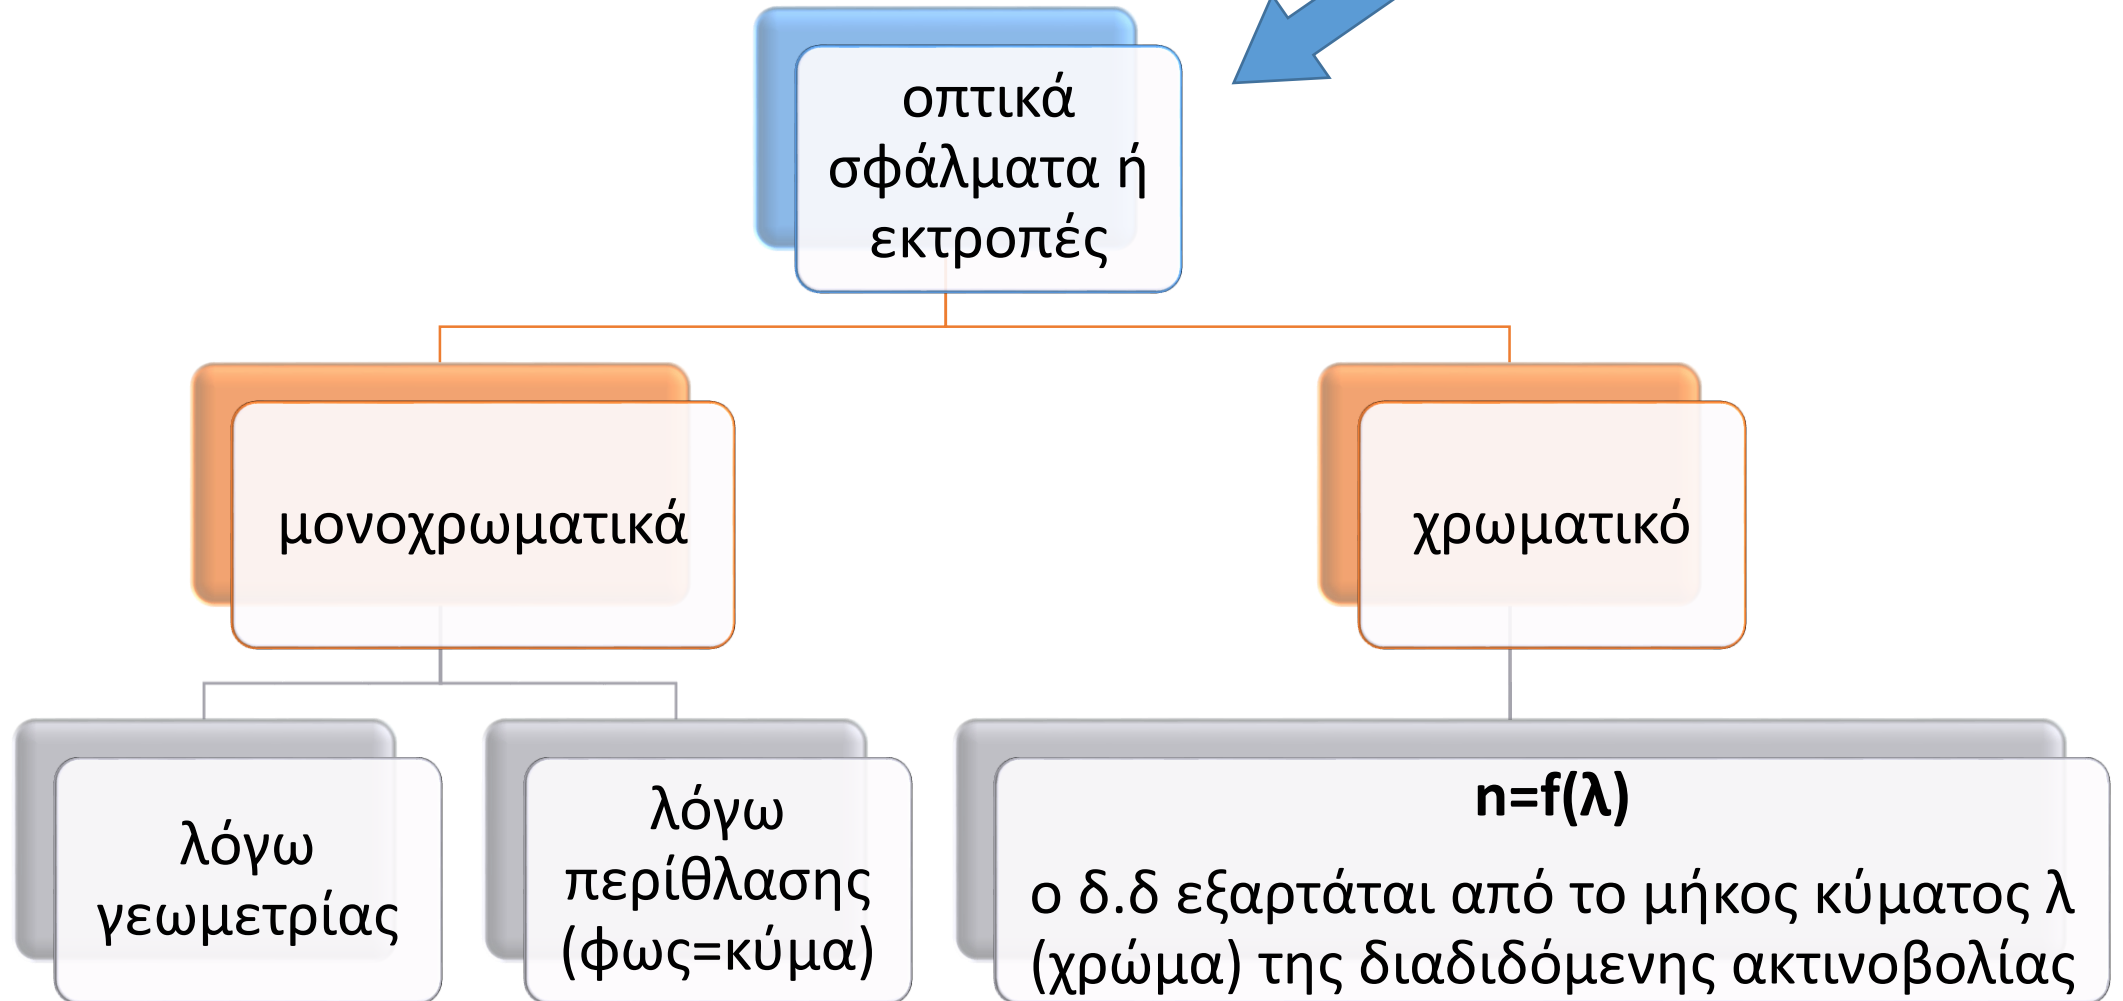 οπτικά
σφάλματα ή
εκτροπές
μονοχρωματικά
χρωματικό
λόγω
γεωμετρίας
λόγω
περίθλασης
(φως=κύμα)
n=f(λ)
ο δ.δ εξαρτάται από το μήκος κύματος λ
(χρώμα) της διαδιδόμενης ακτινοβολίας